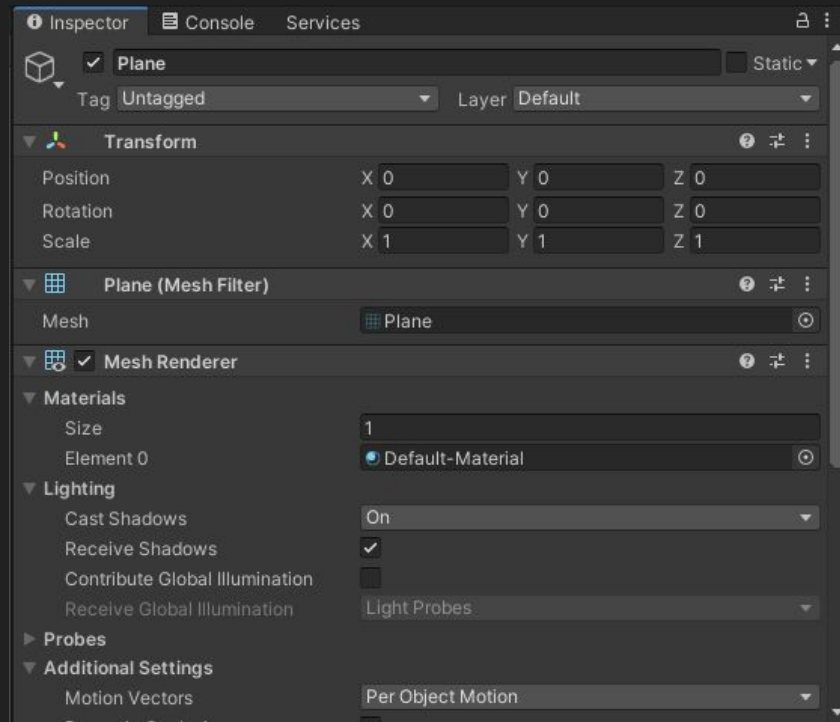 Inspector Console Services
Plane Static
Tag Untagged Layer Default
Transform
Position X 0 Y 0 Z 0
Rotation X 0 Y 0 Z 0
Scale X 1 Y 1 Z 1
Plane (Mesh Filter)
Mesh Plane
Mesh Renderer
Materials
Size 1
Element 0 Default-Material
Lighting
Cast Shadows On
Receive Shadows
Contribute Global Illumination
Receive Global Illumination Light Probes
Probes
Additional Settings
Motion Vectors Per Object Motion